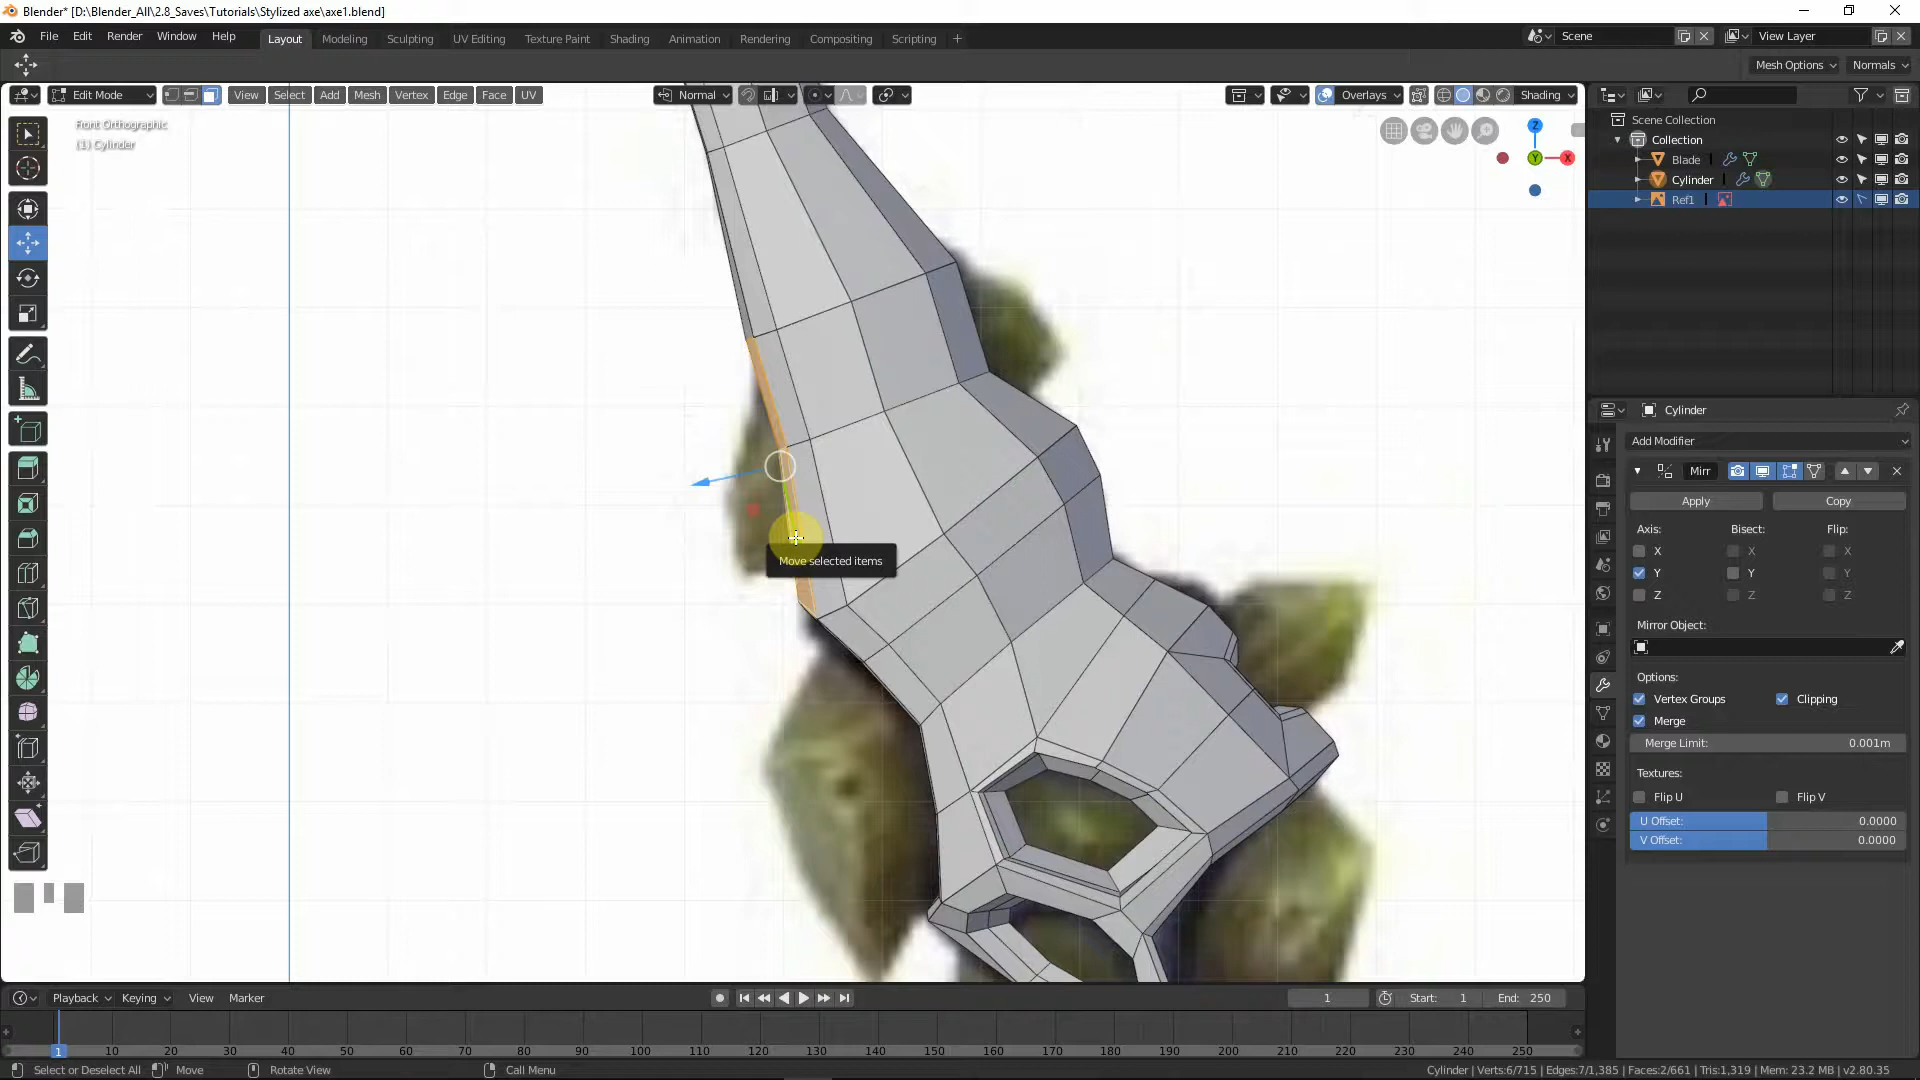 Blender* [D:\Blender_All\2.8_Saves\Tutorials\Stylized axe\axe1.blend]
File Edit Render Window Help Layout Modeling Sculpting UV Editing Texture Paint Shading Animation Rendering Compositing Scripting + Scene View Layer
Mesh Options Normals
Edit Mode View Select Add Mesh Vertex Edge Face UV Normal Overlays Shading
Front Orthographic
(1) Cylinder
Z
Y
X
Move selected items
Scene Collection
Collection
Blade
Cylinder
Ref1
Cylinder
Add Modifier
Mirr
Apply Copy
Axis: Bisect: Flip:
X X X
Y Y Y
Z Z Z
Mirror Object:
Options:
Vertex Groups Clipping
Merge
Merge Limit: 0.001m
Textures:
Flip U Flip V
U Offset: 0.0000
V Offset: 0.0000
Playback Keying View Marker 1 Start: 1 End: 250
1 10 20 30 40 50 60 70 80 90 100 110 120 130 140 150 160 170 180 190 200 210 220 230 240 250
Select or Deselect All Move Rotate View Call Menu Cylinder | Verts:6/715 | Edges:7/1,385 | Faces:2/661 | Tris:1,319 | Mem: 23.2 MB | v2.80.35